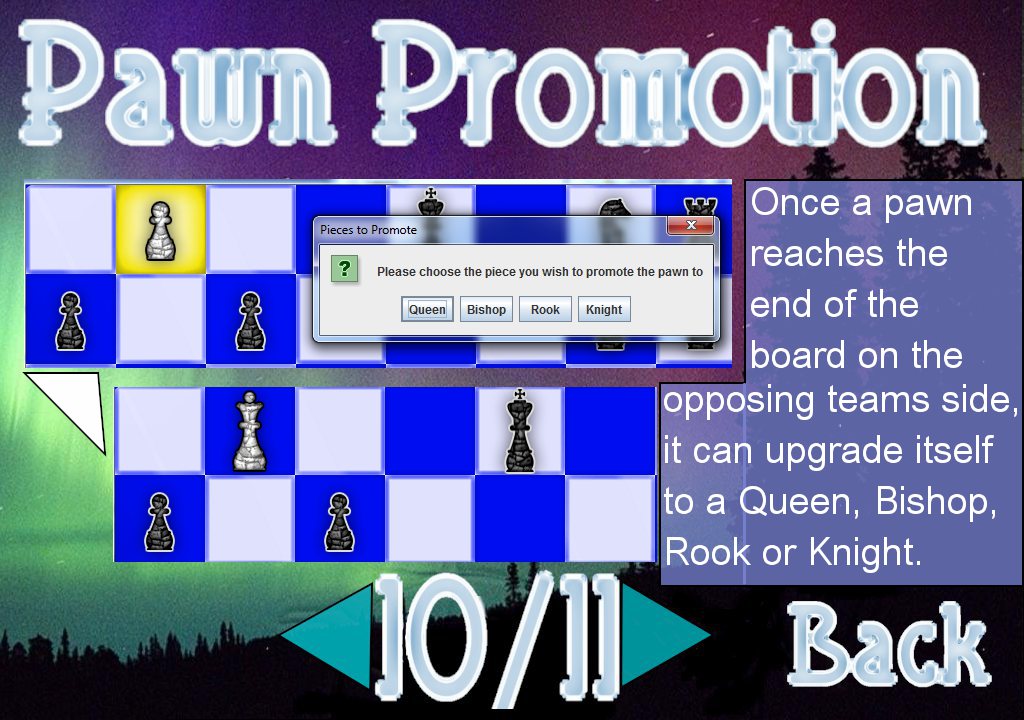 Pawn Promotion
Pieces to Promote
Please choose the piece you wish to promote the pawn to
Queen Bishop Rook Knight
Once a pawn
reaches the
end of the
board on the
opposing teams side,
it can upgrade itself
to a Queen, Bishop,
Rook or Knight.
10/11
Back